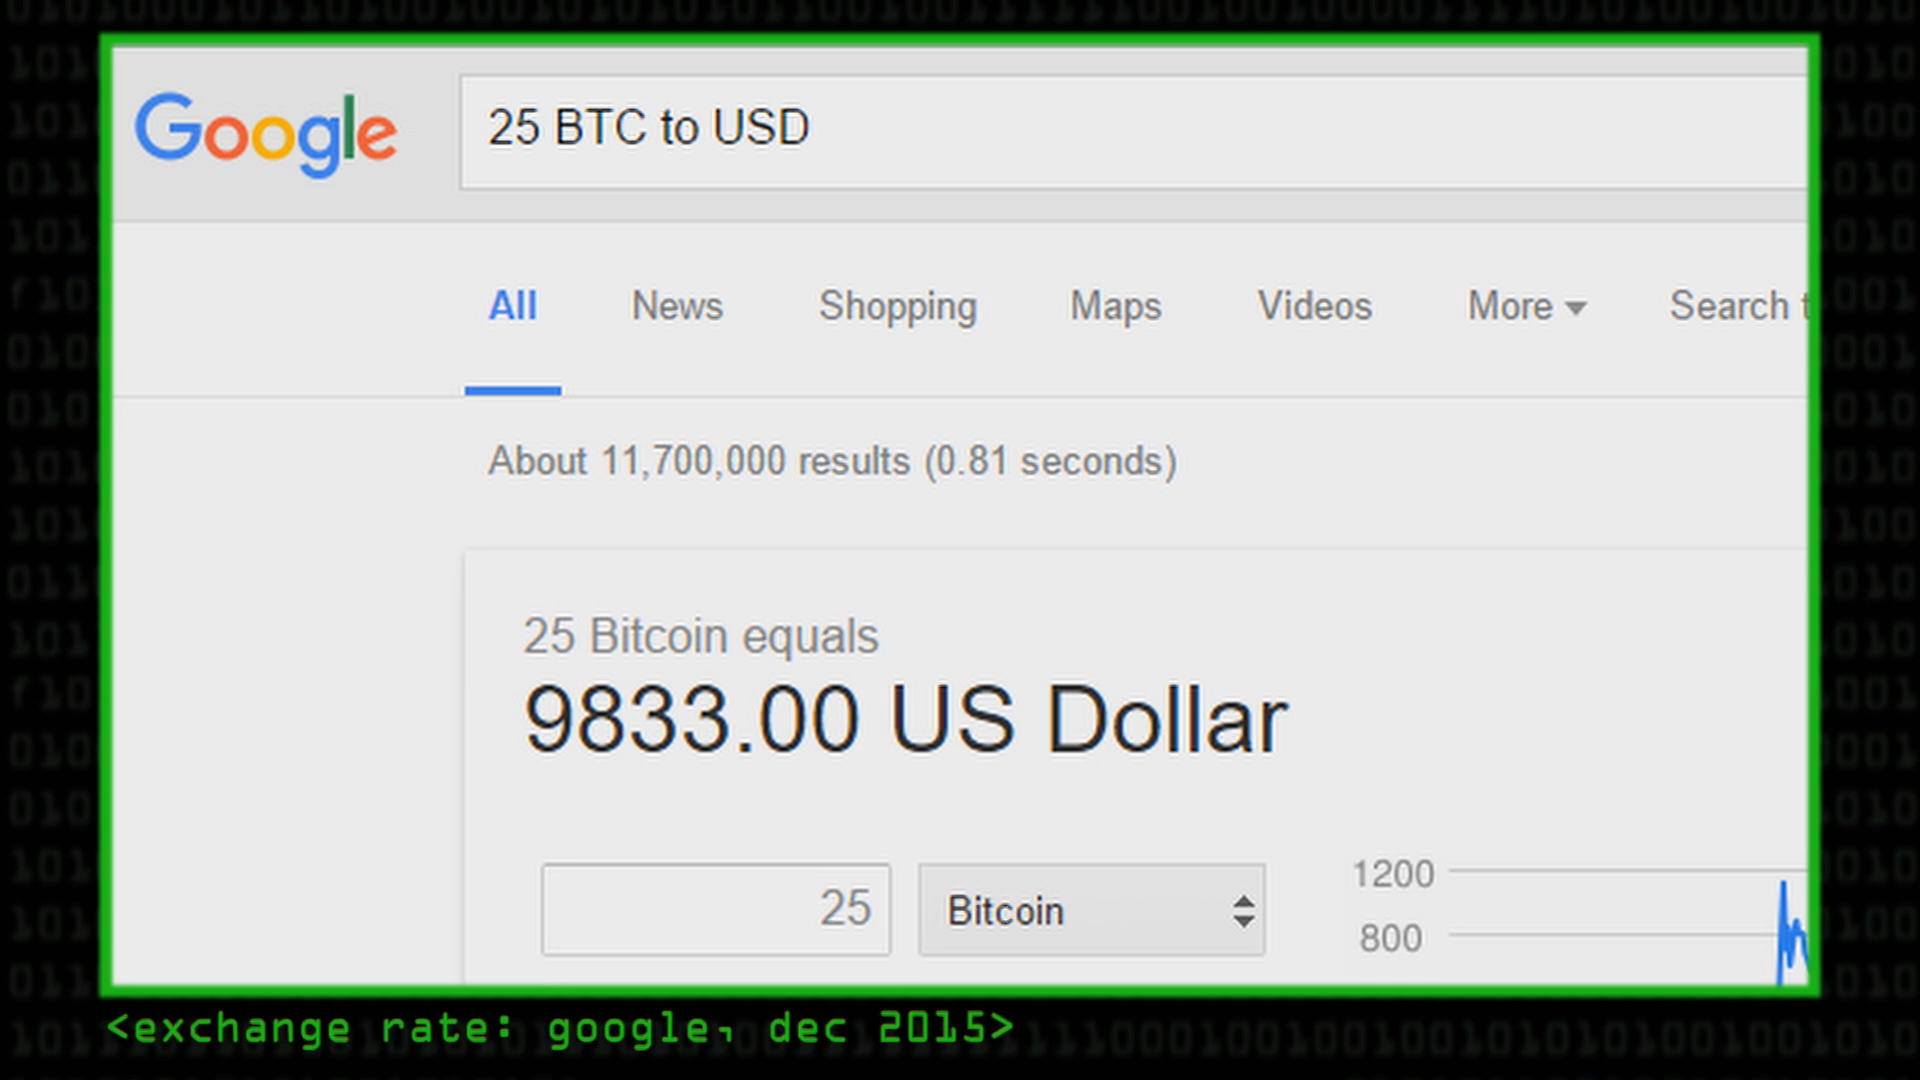 Google
25 BTC to USD
All News Shopping Maps Videos More Search t
About 11,700,000 results (0.81 seconds)
25 Bitcoin equals
9833.00 US Dollar
25 Bitcoin
1200
800
<exchange rate: google, dec 2015>